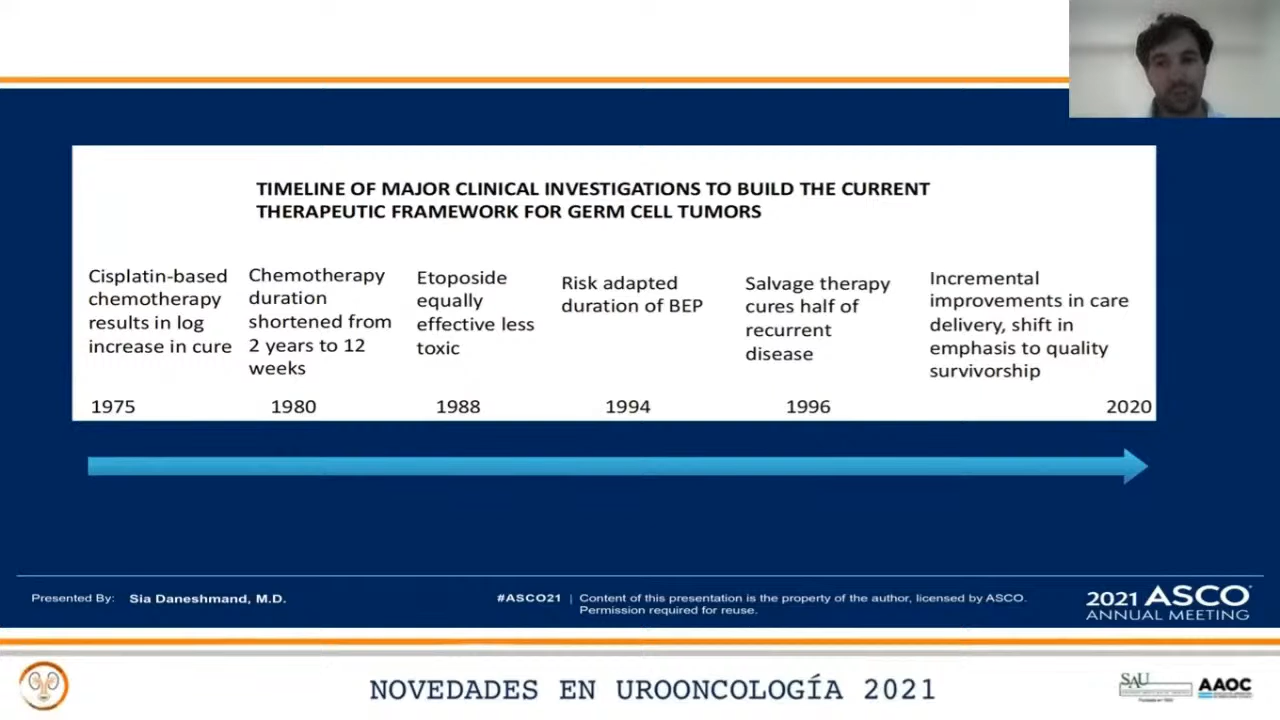 TIMELINE OF MAJOR CLINICAL INVESTIGATIONS TO BUILD THE CURRENT
THERAPEUTIC FRAMEWORK FOR GERM CELL TUMORS
Cisplatin-based
chemotherapy
results in log
increase in cure
1975
Chemotherapy
duration
shortened from
2 years to 12
weeks
1980
Etoposide
equally
effective less
toxic
1988
Risk adapted
duration of BEP
1994
Salvage therapy
cures half of
recurrent
disease
1996
Incremental
improvements in care
delivery, shift in
emphasis to quality
survivorship
2020
Presented By: Sia Daneshmand, M.D.
#ASCO21 | Content of this presentation is the property of the author, licensed by ASCO.
Permission required for reuse.
2021 ASCO
ANNUAL MEETING
NOVEDADES EN UROONCOLOGÍA 2021
SAU
AAOC